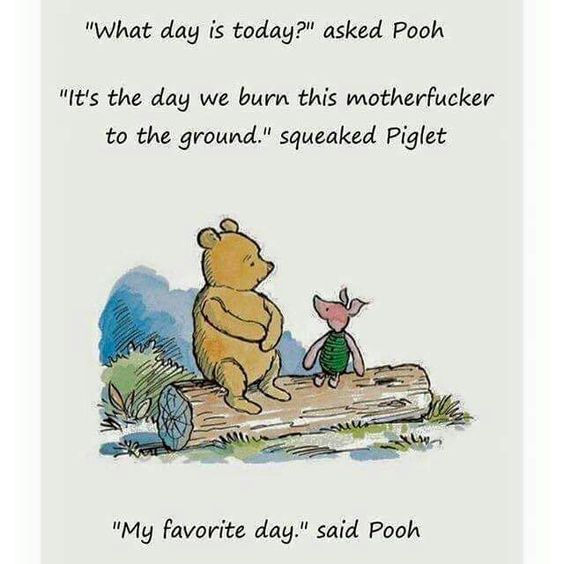 "What day is today?" asked Pooh
"It's the day we burn this motherfucker
to the ground." squeaked Piglet
"My favorite day." said Pooh